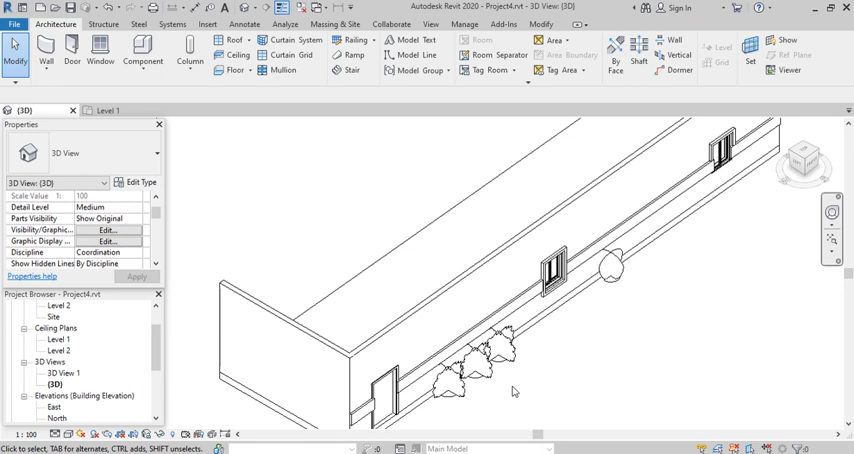 Autodesk Revit 2020 - Project4.rvt - 3D View: {3D}
Sign In
File Architecture Structure Steel Systems Insert Annotate Analyze Massing & Site Collaborate View Manage Add-Ins Modify
Modify Wall Door Window Component Column
Roof Curtain System Railing Model Text Room Area Wall Level Show
Ceiling Curtain Grid Ramp Model Line Room Separator Area Boundary Vertical Grid Ref Plane
Floor Mullion Stair Model Group Tag Room Tag Area Dormer Viewer
By Face Shaft Set
{3D} Level 1
Properties
3D View
3D View: {3D} Edit Type
Scale Value 1: 100
Detail Level Medium
Parts Visibility Show Original
Visibility/Graphic... Edit...
Graphic Display ... Edit...
Discipline Coordination
Show Hidden Lines By Discipline
Properties help Apply
Project Browser - Project4.rvt
Level 2
Site
Ceiling Plans
Level 1
Level 2
3D Views
3D View 1
{3D}
Elevations (Building Elevation)
East
North
1 : 100
Click to select, TAB for alternates, CTRL adds, SHIFT unselects.
:0
Main Model
:0